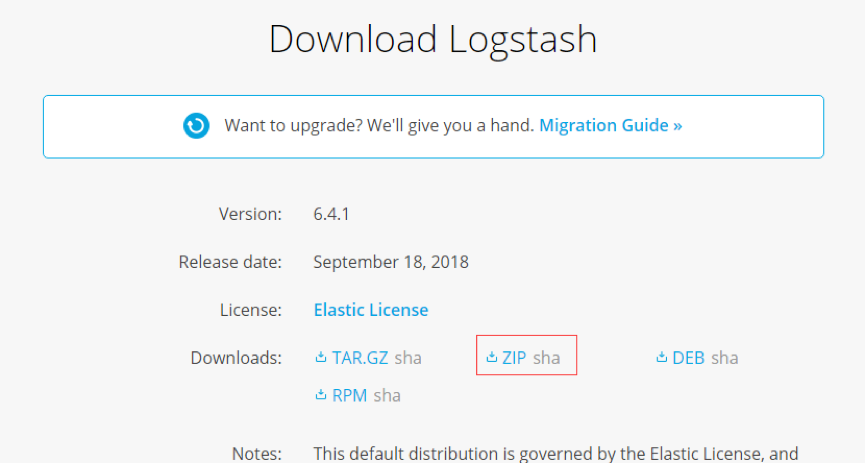 Download Logstash
Want to upgrade? We'll give you a hand. Migration Guide »
Version: 6.4.1
Release date: September 18, 2018
License: Elastic License
Downloads: TAR.GZ sha ZIP sha DEB sha
RPM sha
Notes: This default distribution is governed by the Elastic License, and